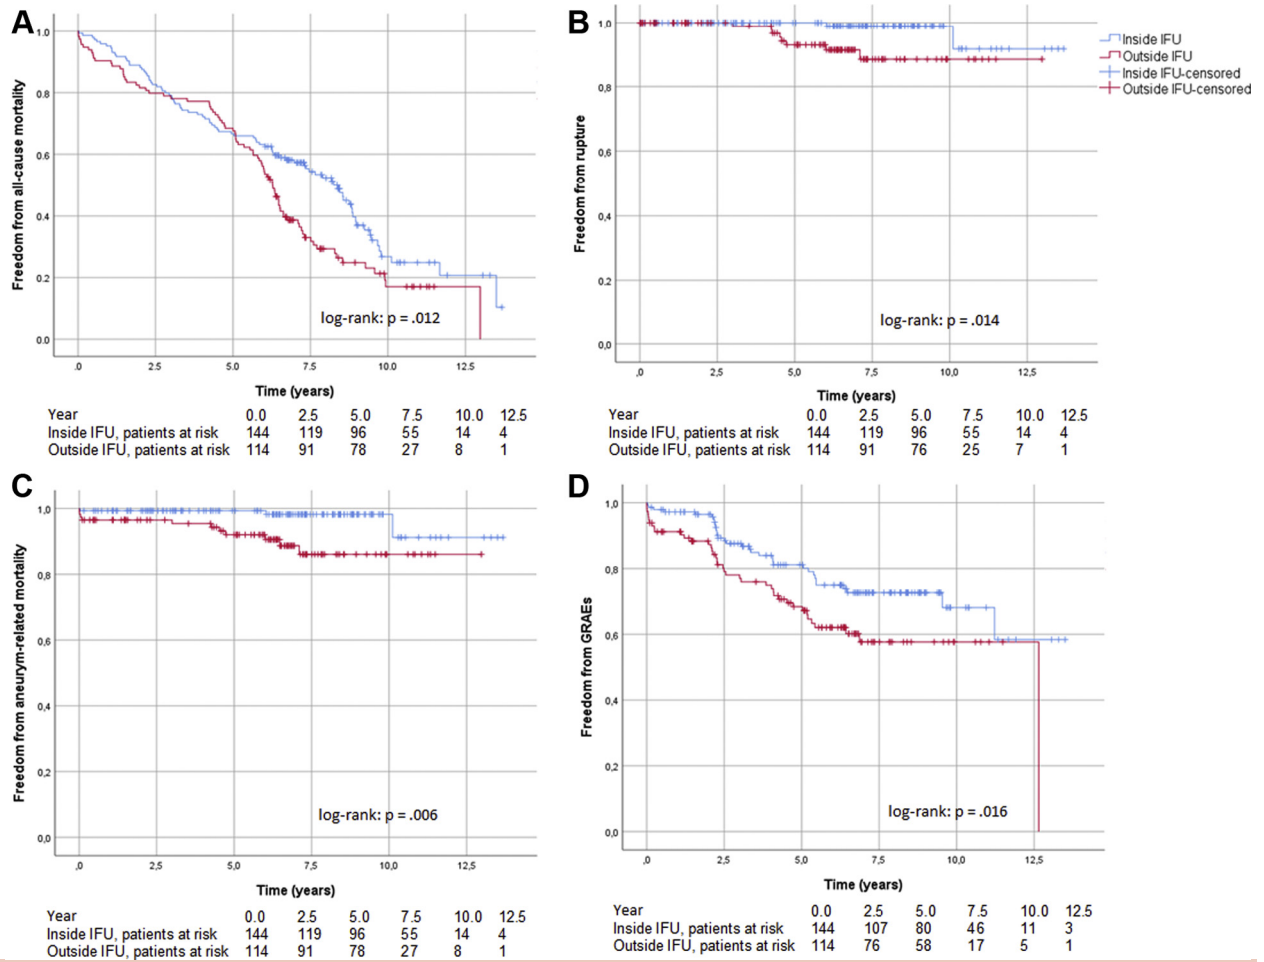 A
Freedom from all-cause mortality
1.0
0.8
0.6
0.4
0.2
0.0
log-rank: p = .012
.0 2.5 5.0 7.5 10.0 12.5
Time (years)
Year 0.0 2.5 5.0 7.5 10.0 12.5
Inside IFU, patients at risk 144 119 96 55 14 4
Outside IFU, patients at risk 114 91 78 27 8 1
B
Freedom from rupture
1,0
0,8
0,6
0,4
0,2
0,0
log-rank: p = .014
,0 2,5 5,0 7,5 10,0 12,5
Time (years)
Year 0.0 2.5 5.0 7.5 10.0 12.5
Inside IFU, patients at risk 144 119 96 55 14 4
Outside IFU, patients at risk 114 91 76 25 7 1
Inside IFU
Outside IFU
Inside IFU-censored
Outside IFU-censored
C
Freedom from aneurym-related mortality
1,0
0,8
0,6
0,4
0,2
0,0
log-rank: p = .006
,0 2,5 5,0 7,5 10,0 12,5
Time (years)
Year 0.0 2.5 5.0 7.5 10.0 12.5
Inside IFU, patients at risk 144 119 96 55 14 4
Outside IFU, patients at risk 114 91 78 27 8 1
D
Freedom from GRAEs
1,0
0,8
0,6
0,4
0,2
0,0
log-rank: p = .016
,0 2,5 5,0 7,5 10,0 12,5
Time (years)
Year 0.0 2.5 5.0 7.5 10.0 12.5
Inside IFU, patients at risk 144 107 80 46 11 3
Outside IFU, patients at risk 114 76 58 17 5 1